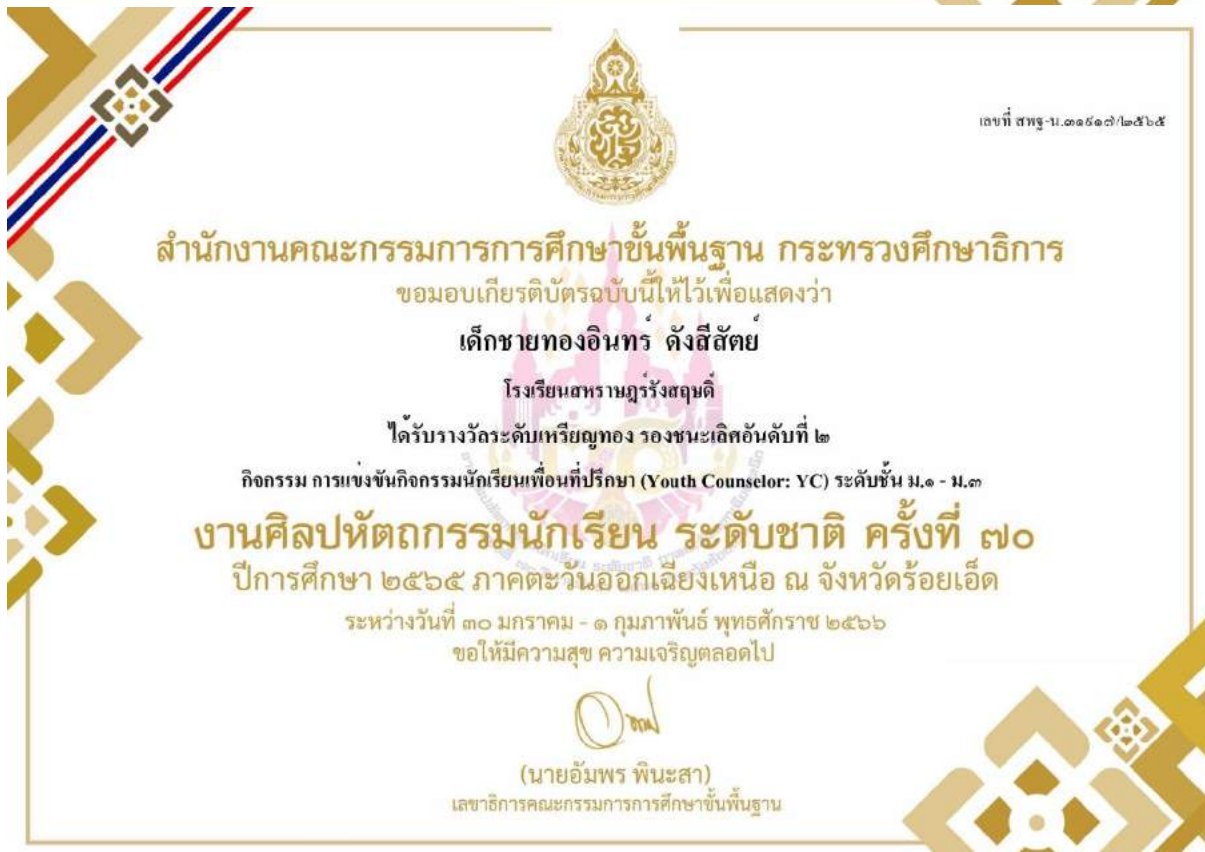 เลขที่ สพฐ-น.๓๑๙๑๗/๒๕๖๕
สำนักงานคณะกรรมการการศึกษาขั้นพื้นฐาน กระทรวงศึกษาธิการ
ขอมอบเกียรติบัตรฉบับนี้ให้ไว้เพื่อแสดงว่า
เด็กชายทองอินทร์ ดังสีสัตย์
โรงเรียนสหราษฎร์รังสฤษดิ์
ได้รับรางวัลระดับเหรียญทอง รองชนะเลิศอันดับที่ ๒
กิจกรรม การแข่งขันกิจกรรมนักเรียนเพื่อนที่ปรึกษา (Youth Counselor: YC) ระดับชั้น ม.๑ - ม.๓
งานศิลปหัตถกรรมนักเรียน ระดับชาติ ครั้งที่ ๗๐
ปีการศึกษา ๒๕๖๕ ภาคตะวันออกเฉียงเหนือ ณ จังหวัดร้อยเอ็ด
ระหว่างวันที่ ๓๐ มกราคม - ๑ กุมภาพันธ์ พุทธศักราช ๒๕๖๖
ขอให้มีความสุข ความเจริญตลอดไป
(นายอัมพร พินะสา)
เลขาธิการคณะกรรมการการศึกษาขั้นพื้นฐาน